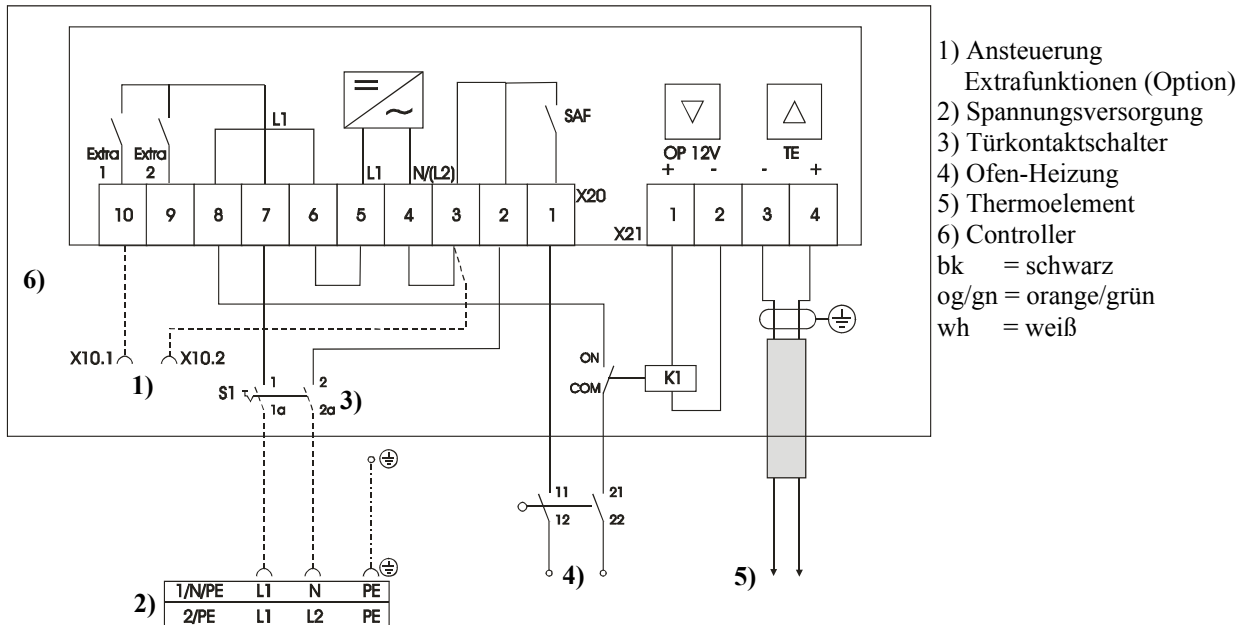 L1
SAF
OP 12V
TE
Extra 1
Extra 2
L1
N/(L2)
+ - - +
X20
10 9 8 7 6 5 4 3 2 1
X21
1 2 3 4
6)
X10.1
X10.2
1)
S1
1
2
1a
2a
3)
ON
COM
K1
11
21
12
22
4)
5)
2)
1/N/PE L1 N PE
2/PE L1 L2 PE
1) Ansteuerung
Extrafunktionen (Option)
2) Spannungsversorgung
3) Türkontaktschalter
4) Ofen-Heizung
5) Thermoelement
6) Controller
bk = schwarz
og/gn = orange/grün
wh = weiß